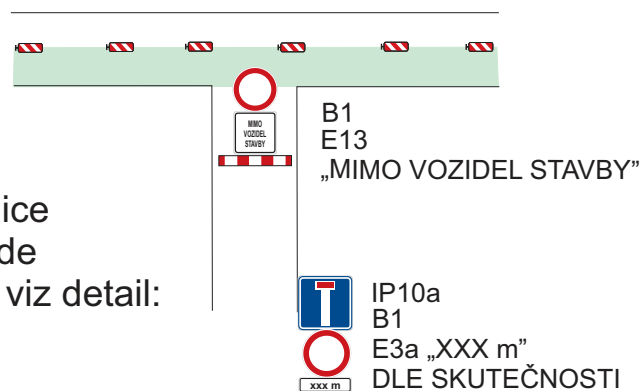 MIMO
VOZIDEL
STAVBY
B1
E13
„MIMO VOZIDEL STAVBY”
ice
de
viz detail:
IP10a
B1
E3a „XXX m”
DLE SKUTEČNOSTI
xxx m